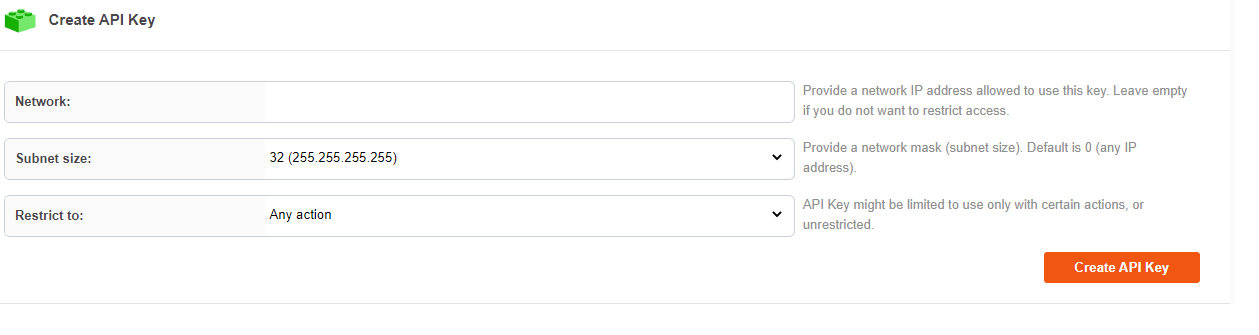 Create API Key
Network:
Provide a network IP address allowed to use this key. Leave empty
if you do not want to restrict access.
Subnet size:
32 (255.255.255.255)
Provide a network mask (subnet size). Default is 0 (any IP
address).
Restrict to:
Any action
API Key might be limited to use only with certain actions, or
unrestricted.
Create API Key